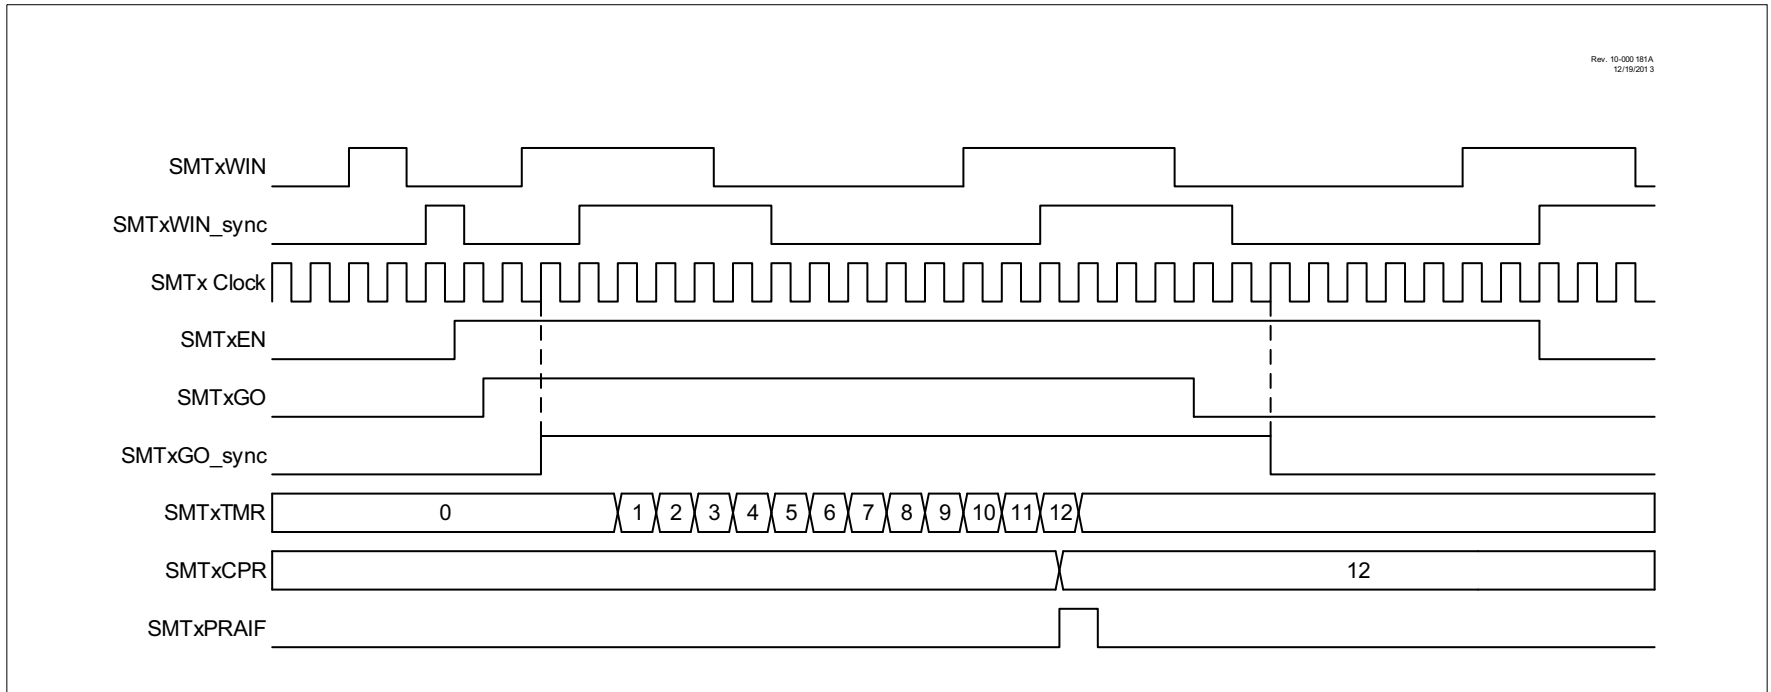 Rev. 10-000 181A
12/19/201 3
SMTxWIN
SMTxWIN_sync
SMTx Clock
SMTxEN
SMTxGO
SMTxGO_sync
SMTxTMR 0 1 2 3 4 5 6 7 8 9 10 11 12
SMTxCPR 12
SMTxPRAIF